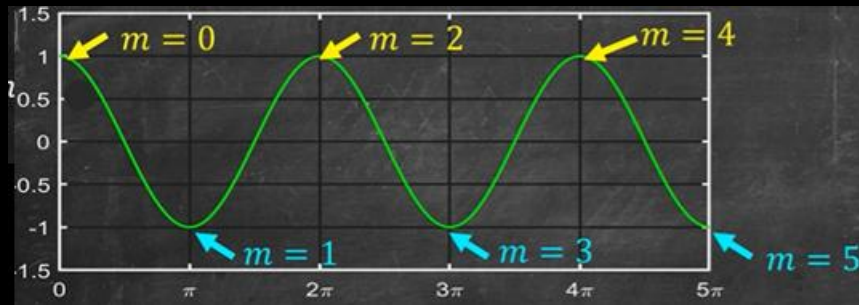 1.5
m = 0
m = 2
m = 4
1
0.5
0
-0.5
-1
m = 1
m = 3
m = 5
-1.5
0
π
2π
3π
4π
5π